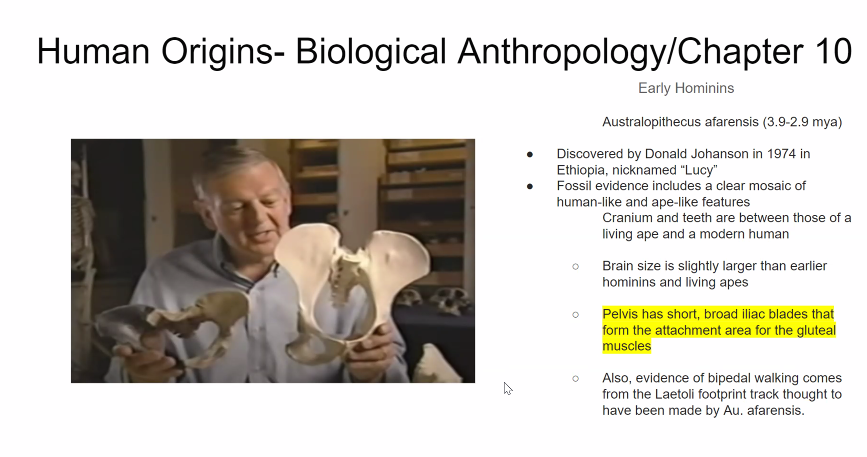 Human Origins- Biological Anthropology/Chapter 10
Early Hominins
Australopithecus afarensis (3.9-2.9 mya)
● Discovered by Donald Johanson in 1974 in
Ethiopia, nicknamed “Lucy”
● Fossil evidence includes a clear mosaic of
human-like and ape-like features
Cranium and teeth are between those of a
living ape and a modern human
○ Brain size is slightly larger than earlier
hominins and living apes
○ Pelvis has short, broad iliac blades that
form the attachment area for the gluteal
muscles
○ Also, evidence of bipedal walking comes
from the Laetoli footprint track thought to
have been made by Au. afarensis.